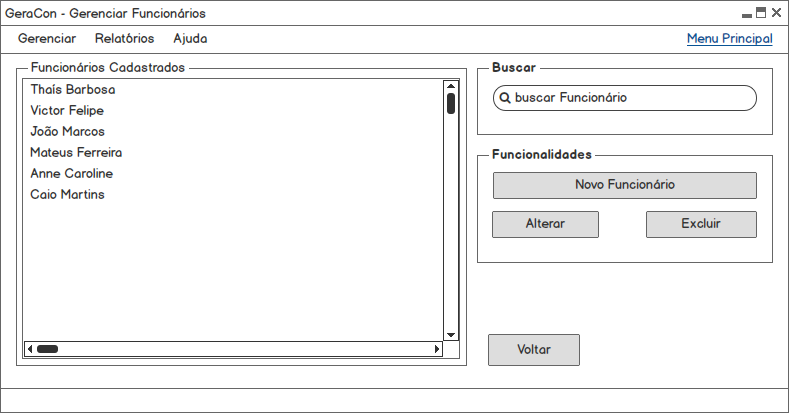 GeraCon - Gerenciar Funcionários
Gerenciar Relatórios Ajuda Menu Principal
Funcionários Cadastrados
Thaís Barbosa
Victor Felipe
João Marcos
Mateus Ferreira
Anne Caroline
Caio Martins
Buscar
buscar Funcionário
Funcionalidades
Novo Funcionário
Alterar Excluir
Voltar